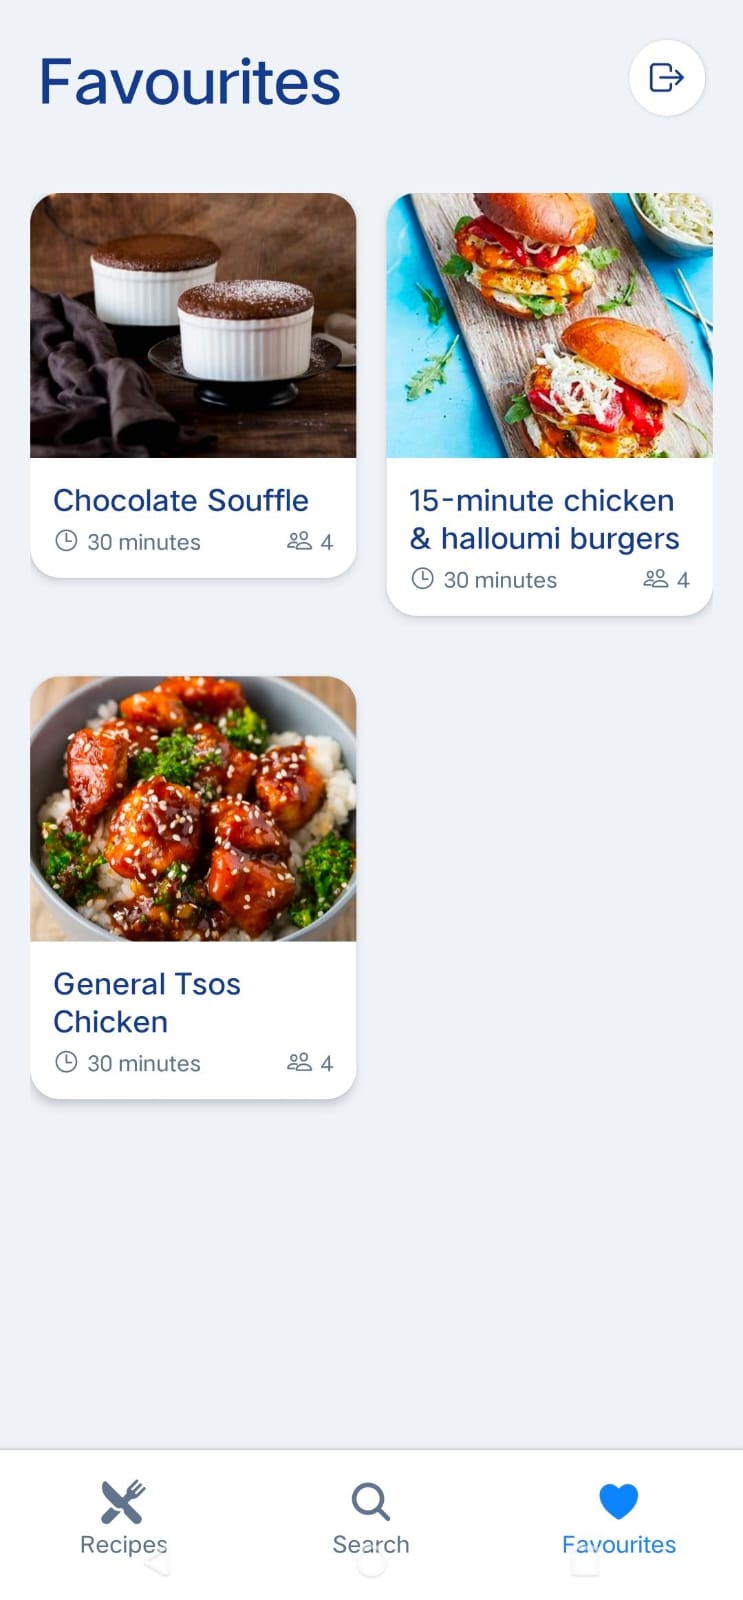 Favourites
Chocolate Souffle
30 minutes 4
15-minute chicken
& halloumi burgers
30 minutes 4
General Tsos
Chicken
30 minutes 4
Recipes Search Favourites